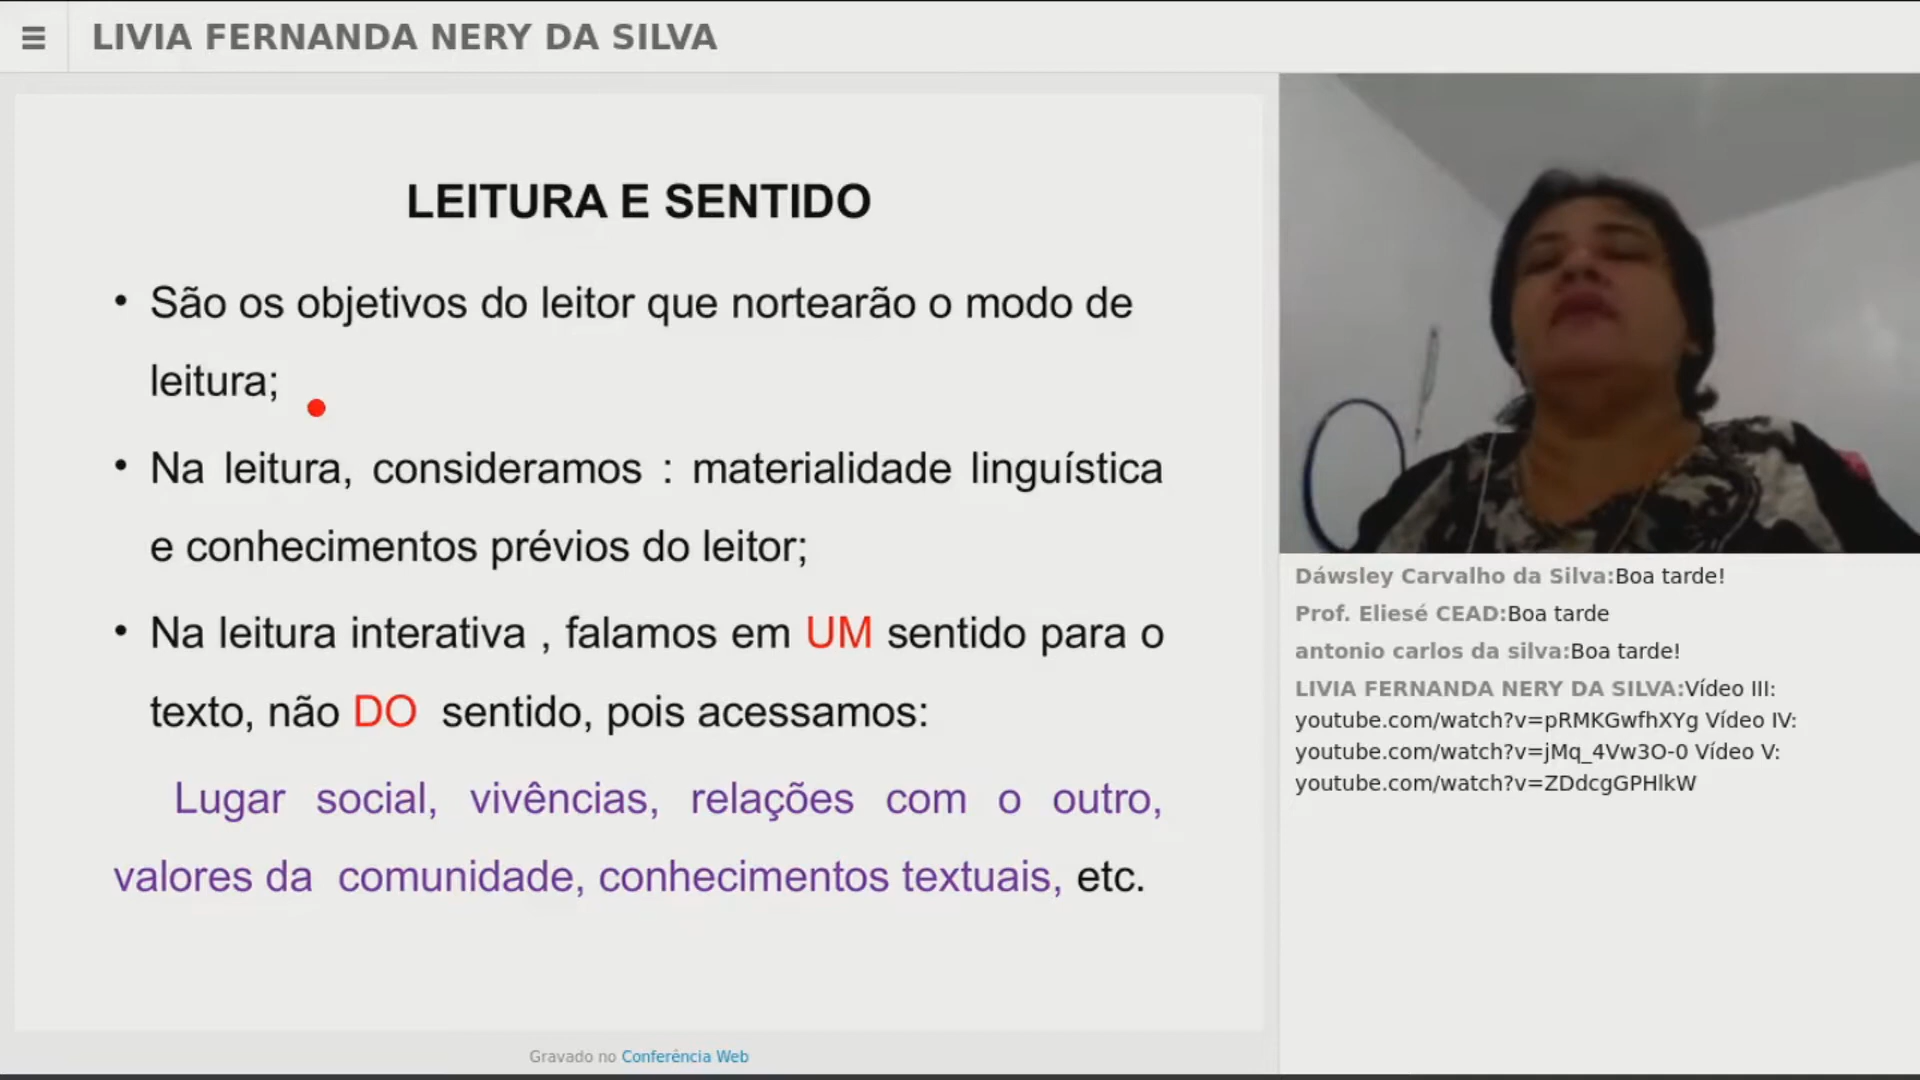 LIVIA FERNANDA NERY DA SILVA
LEITURA E SENTIDO
• São os objetivos do leitor que nortearão o modo de
leitura;
• Na leitura, consideramos : materialidade linguística
e conhecimentos prévios do leitor;
• Na leitura interativa , falamos em UM sentido para o
texto, não DO sentido, pois acessamos:
Lugar social, vivências, relações com o outro,
valores da comunidade, conhecimentos textuais, etc.
Gravado no Conferência Web
Dáwsley Carvalho da Silva:Boa tarde!
Prof. Eliesé CEAD:Boa tarde
antonio carlos da silva:Boa tarde!
LIVIA FERNANDA NERY DA SILVA:Vídeo III:
youtube.com/watch?v=pRMKGwfhXYg Vídeo IV:
youtube.com/watch?v=jMq_4Vw3O-0 Vídeo V:
youtube.com/watch?v=ZDdcgGPHlkW